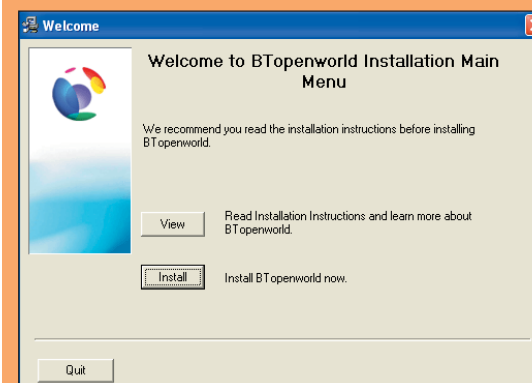 Welcome
Welcome to BTopenworld Installation Main
Menu
We recommend you read the installation instructions before installing
BTopenworld.
View
Read Installation Instructions and learn more about
BTopenworld.
Install
Install BTopenworld now.
Quit